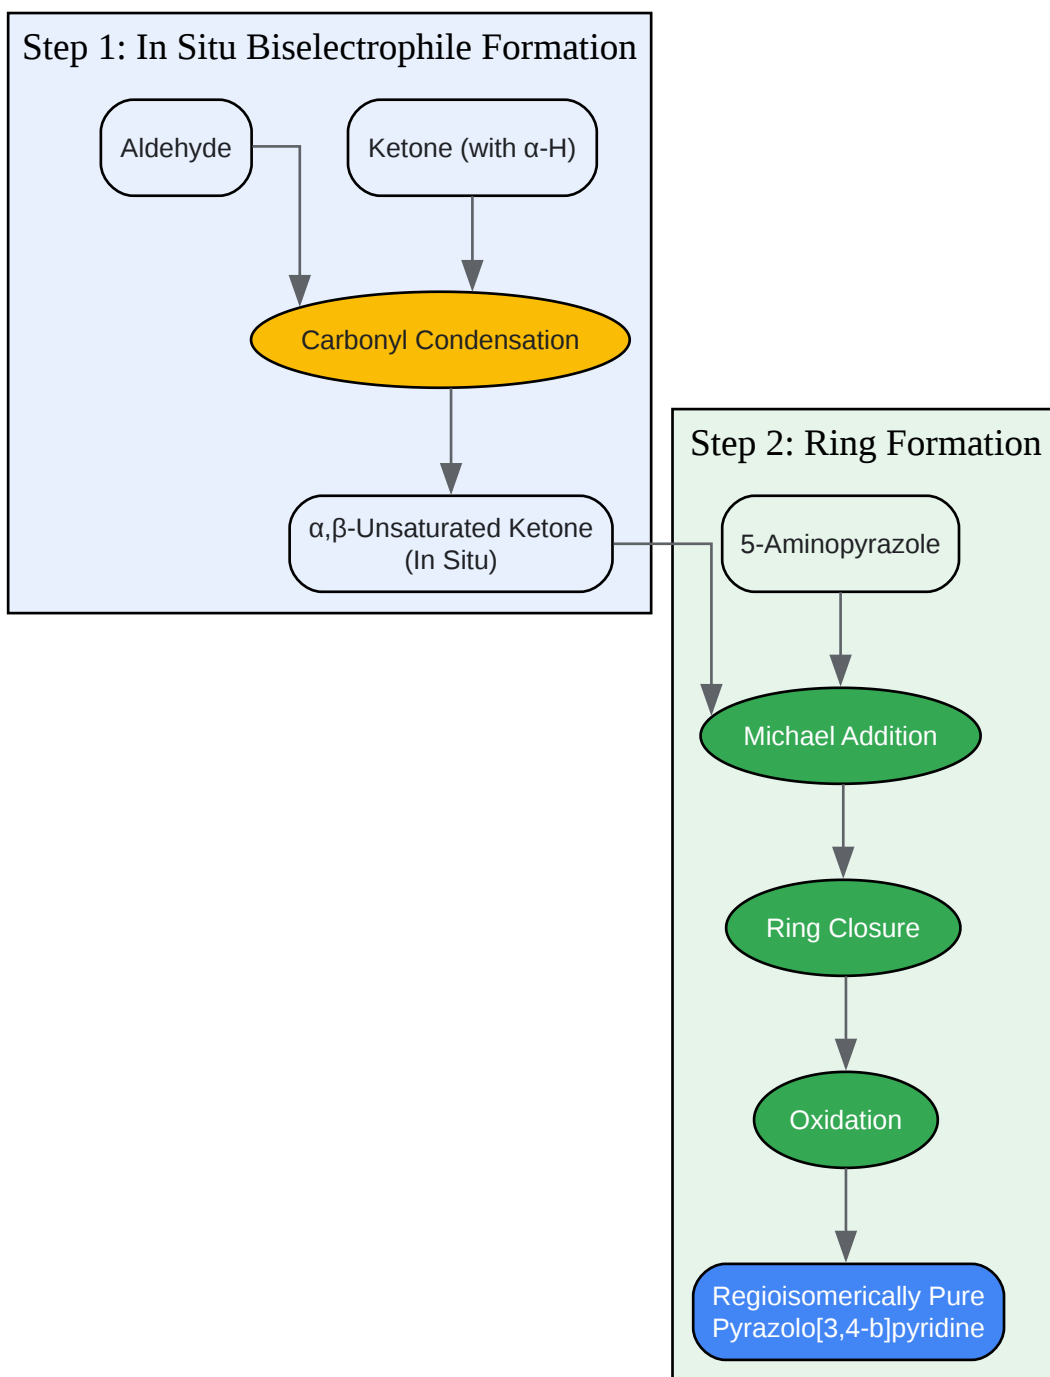 Step 1: In Situ Biselectrophile Formation
Aldehyde
Ketone (with α-H)
Carbonyl Condensation
α,β-Unsaturated Ketone
(In Situ)
Step 2: Ring Formation
5-Aminopyrazole
Michael Addition
Ring Closure
Oxidation
Regioisomerically Pure
Pyrazolo[3,4-b]pyridine